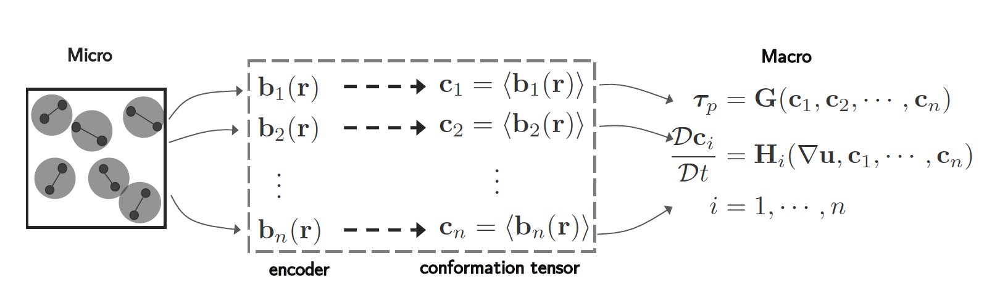 Micro
Macro
b₁(r) c₁ = ⟨b₁(r)⟩
τₚ = G(c₁, c₂, ⋯ , cₙ)
b₂(r) c₂ = ⟨b₂(r)⟩
𝒟cᵢ/𝒟t = Hᵢ(∇u, c₁, ⋯ , cₙ)
⋮ ⋮
i = 1, ⋯ , n
bₙ(r) cₙ = ⟨bₙ(r)⟩
encoder conformation tensor